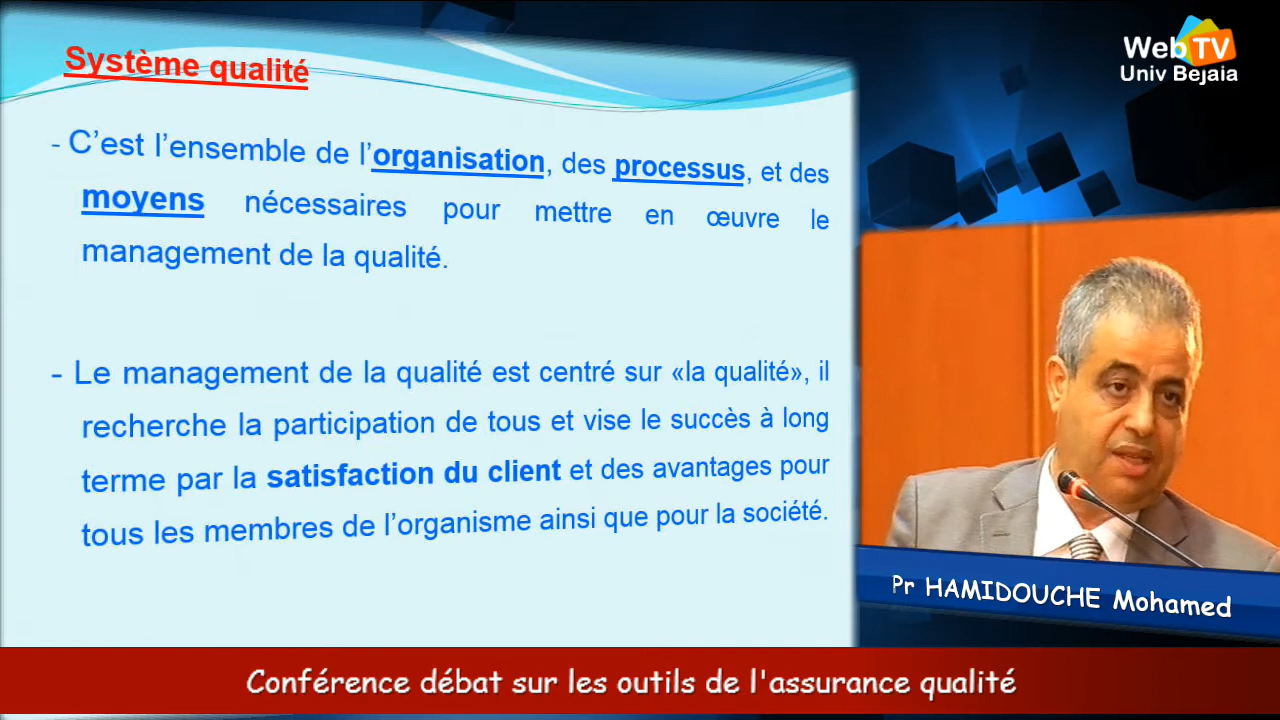 Système qualité
- C’est l’ensemble de l’organisation, des processus, et des
moyens nécessaires pour mettre en œuvre le
management de la qualité.
- Le management de la qualité est centré sur «la qualité», il
recherche la participation de tous et vise le succès à long
terme par la satisfaction du client et des avantages pour
tous les membres de l’organisme ainsi que pour la société.
Web TV
Univ Bejaia
Pr HAMIDOUCHE Mohamed
Conférence débat sur les outils de l'assurance qualité